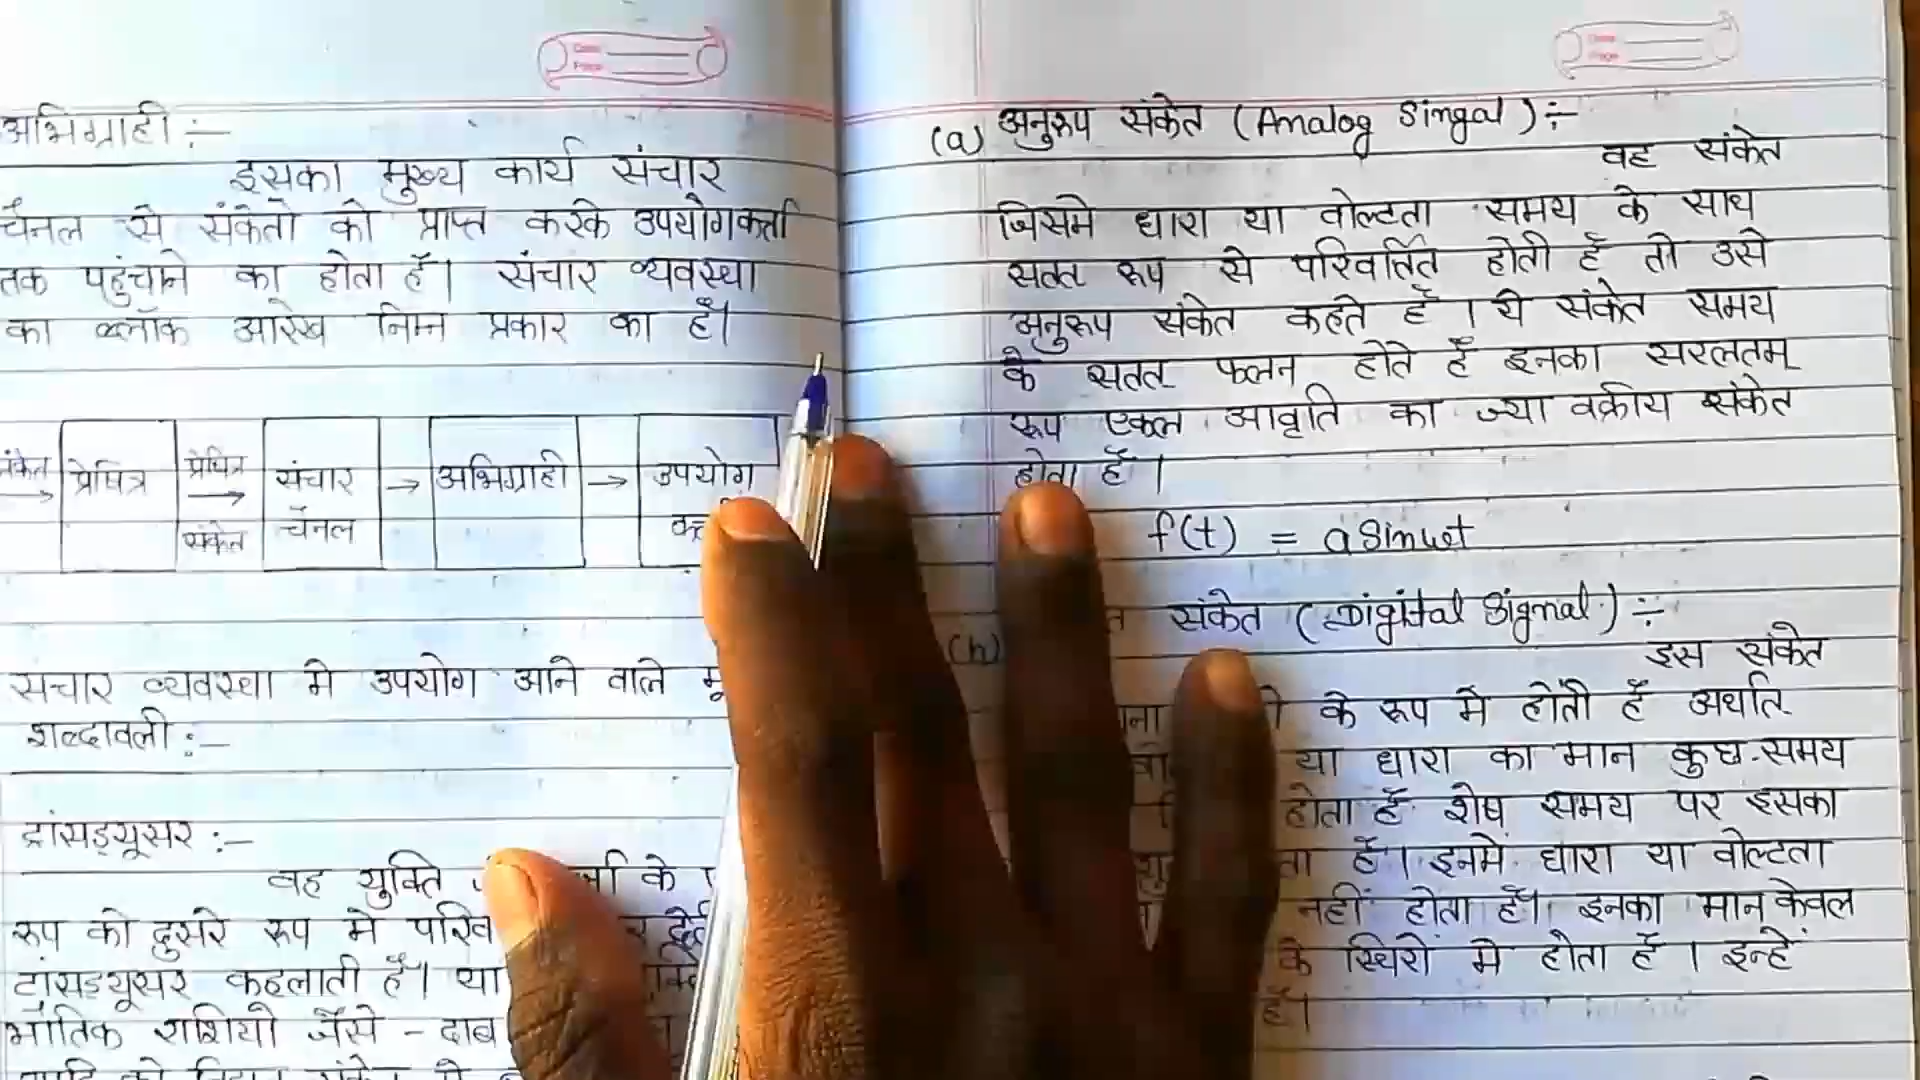 अभिग्राही :-
इसका मुख्य कार्य संचार
चैनल से संकेतो को प्राप्त करके उपयोगकर्ता
तक पहुंचाने का होता हैं। संचार व्यवस्था
का ब्लॉक आरेख निम्न प्रकार का हैं।
प्रेषित्र
प्रेषित्र
संकेत
संचार
चैनल
अभिग्राही
उपयोग
सचार व्यवस्था मे उपयोग आने वाले
शब्दावली :-
ट्रांसड्यूसर :-
वह युक्ति के
रूप को दुसरे रूप मे
ट्रांसड्यूसर कहलाती हैं। या
भौतिक राशियो जैसे - दाब
Date
Page
(a) अनुरूप संकेत (Analog Singal) :-
वह संकेत
जिसमे धारा या वोल्टता समय के साथ
सतत रूप से परिवर्तित होती हैं तो उसे
अनुरूप संकेत कहते हैं । ये संकेत समय
के सतत फलन होते हैं इनका सरलतम्
रूप एकल आवृति का ज्या वक्रीय संकेत
होता हैं ।
f(t) = a Sinωt
संकेत (Digital Signal) :-
इस संकेत
के रूप मे होती हैं अर्थात
या धारा का मान कुछ समय
होता हैं शेष समय पर इसका
हैं। इनमें धारा या वोल्टता
नहीं होता हैं। इनका मान केवल
के स्थिरों मे होता हैं । इन्हें
हैं।